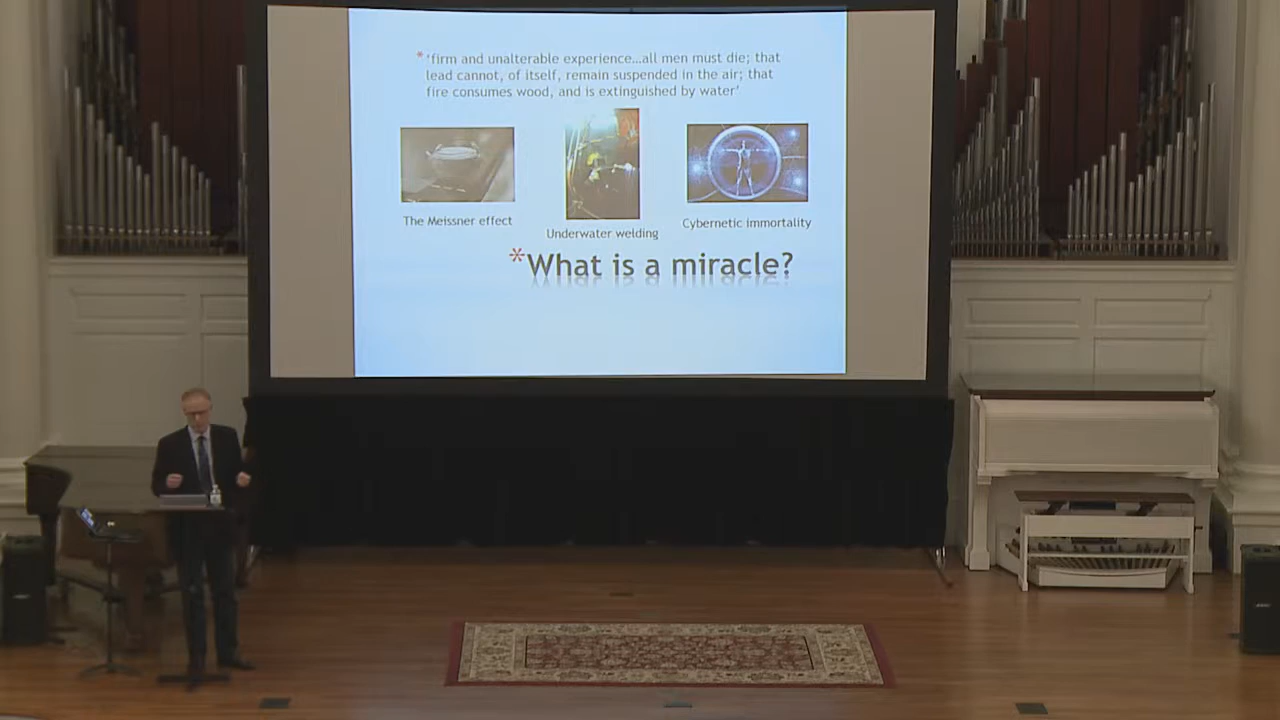 *‘firm and unalterable experience…all men must die; that
lead cannot, of itself, remain suspended in the air; that
fire consumes wood, and is extinguished by water’
The Meissner effect
Underwater welding
Cybernetic immortality
*What is a miracle?